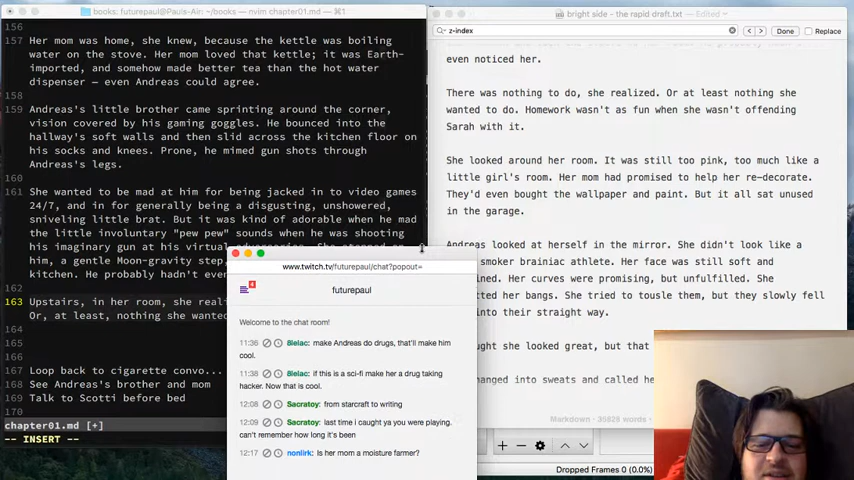 books: futurepaul@Pauls-Air: ~/books — nvim chapter01.md — ⌘1
156
157 Her mom was home, she knew, because the kettle was boiling
water on the stove. Her mom loved that kettle; it was Earth-
imported, and somehow made better tea than the hot water
dispenser — even Andreas could agree.
158
159 Andreas's little brother came sprinting around the corner,
vision covered by his gaming goggles. He bounced into the
hallway's soft walls and then slid across the kitchen floor on
his socks and knees. Prone, he mimed gun shots through
Andreas's legs.
160
161 She wanted to be mad at him for being jacked in to video games
24/7, and in for generally being a disgusting, unshowered,
sniveling little brat. But it was kind of adorable when he made
the little involuntary "pew pew" sounds when he was shooting
his imaginary gun at his virtual
him, a gentle Moon-gravity step
kitchen. He probably hadn't even
162
163 Upstairs, in her room, she reali
Or, at least, nothing she wanted
164
165
167 Loop back to cigarette convo...
168 See Andreas's brother and mom
169 Talk to Scotti before bed
170
chapter01.md [+]
-- INSERT --
bright side - the rapid draft.txt — Edited
z-index
Done
Replace
even noticed her.
There was nothing to do, she realized. Or at least nothing she
wanted to do. Homework wasn't as fun when she wasn't offending
Sarah with it.
She looked around her room. It was still too pink, too much like a
little girl's room. Her mom had promised to help her re-decorate.
They'd even bought the wallpaper and paint. But it all sat unused
in the garage.
Andreas looked at herself in the mirror. She didn't look like a
smoker brainiac athlete. Her face was still soft and
ined. Her curves were promising, but unfulfilled. She
cted her bangs. She tried to tousle them, but they slowly fell
into their straight way.
ught she looked great, but that
hanged into sweats and called he
Markdown
words
Dropped Frames 0 (0.0%)
www.twitch.tv/futurepaul/chat?popout=
futurepaul
Welcome to the chat room!
11:36 8ielac: make Andreas do drugs, that'll make him
cool.
11:38 8ielac: if this is a sci-fi make her a drug taking
hacker. Now that is cool.
12:08 Sacratoy: from starcraft to writing
12:09 Sacratoy: last time i caught ya you were playing.
can't remember how long it's been
12:17 nonlirk: Is her mom a moisture farmer?